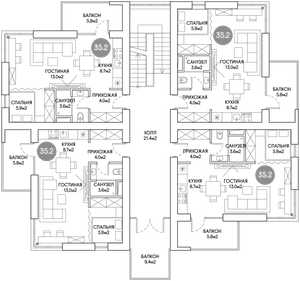 БАЛКОН
3.8м²
35.2
ГОСТИНАЯ
13.0м²
КУХНЯ
8.7м²
СПАЛЬНЯ
5.9м²
САНУЗЕЛ
3.6м²
ПРИХОЖАЯ
4.0м²
СПАЛЬНЯ
5.9м²
35.2
БАЛКОН
3.8м²
САНУЗЕЛ
3.6м²
ГОСТИНАЯ
13.0м²
ПРИХОЖАЯ
4.0м²
КУХНЯ
8.7м²
ХОЛЛ
21.4м²
БАЛКОН
3.8м²
35.2
КУХНЯ
8.7м²
ПРИХОЖАЯ
4.0м²
ГОСТИНАЯ
13.0м²
САНУЗЕЛ
3.6м²
СПАЛЬНЯ
5.9м²
ПРИХОЖАЯ
4.0м²
САНУЗЕЛ
3.6м²
СПАЛЬНЯ
5.9м²
КУХНЯ
8.7м²
ГОСТИНАЯ
13.0м²
35.2
БАЛКОН
3.8м²
БАЛКОН
9.4м²